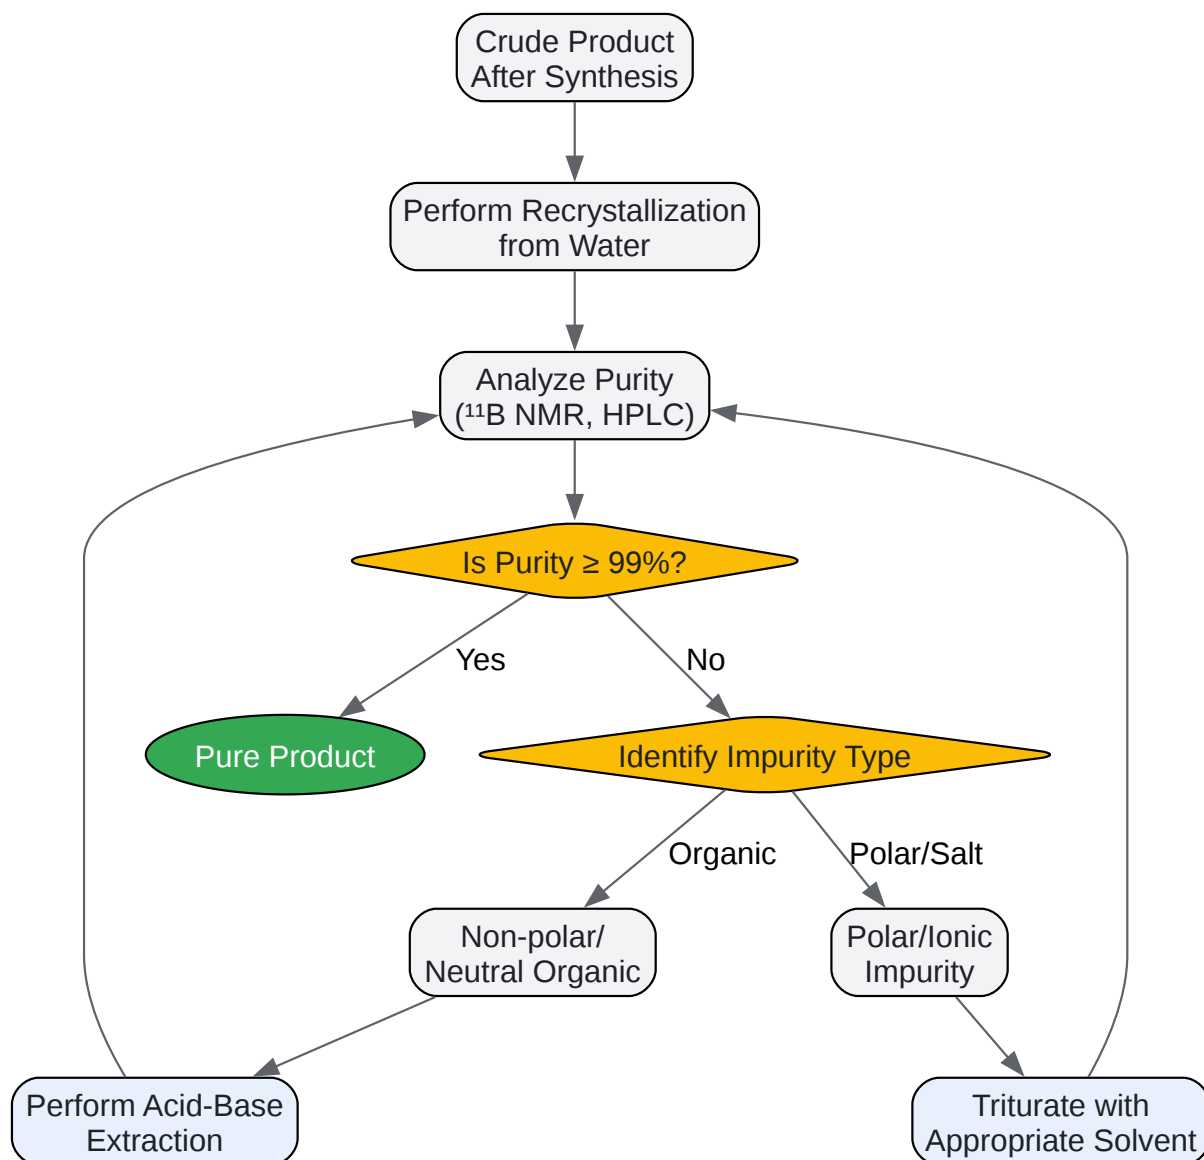 Crude Product
After Synthesis
Perform Recrystallization
from Water
Analyze Purity
(¹¹B NMR, HPLC)
Is Purity ≥ 99%?
Yes
No
Pure Product
Identify Impurity Type
Organic
Polar/Salt
Non-polar/
Neutral Organic
Polar/Ionic
Impurity
Perform Acid-Base
Extraction
Triturate with
Appropriate Solvent